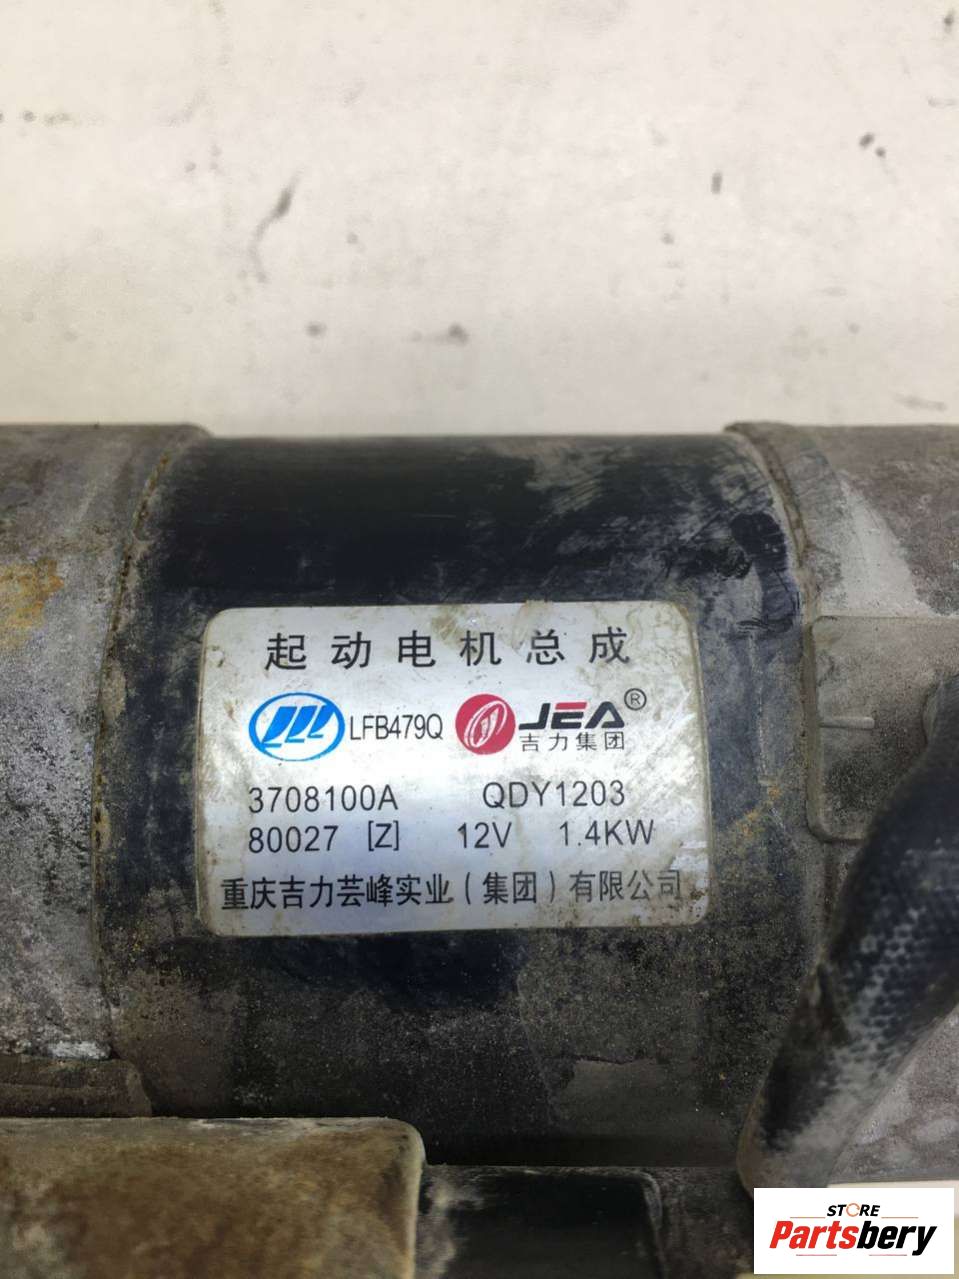 起动电机总成
LFB479Q JEA®
吉力集团
3708100A QDY1203
80027 [Z] 12V 1.4KW
重庆吉力芸峰实业(集团)有限公司
STORE
Partsbery